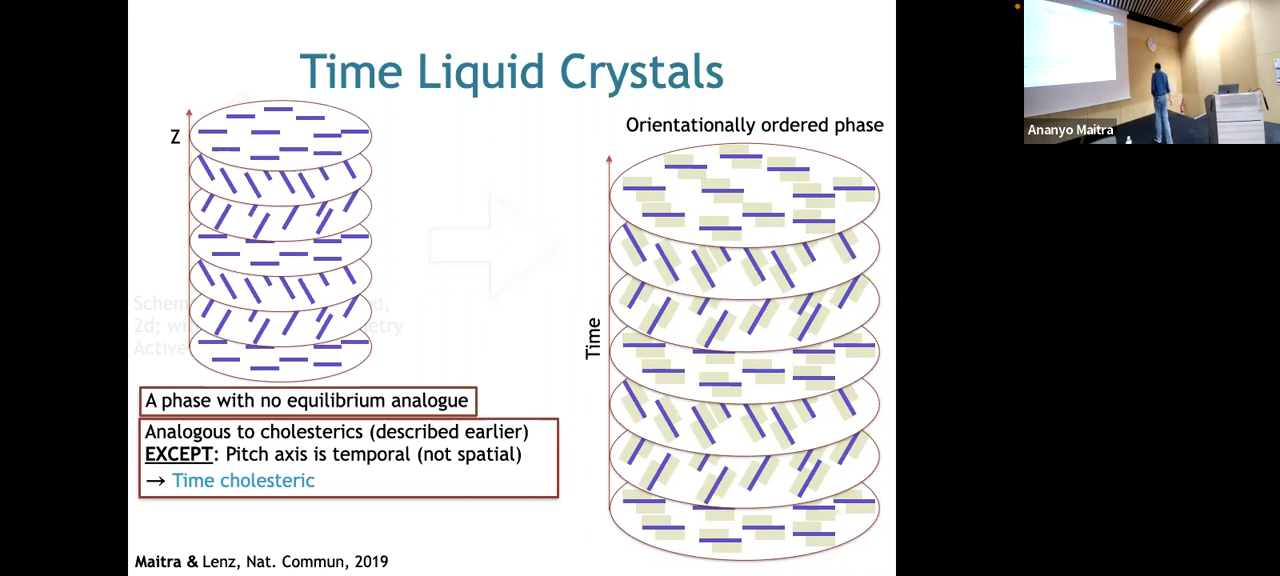 Time Liquid Crystals
Z
Orientationally ordered phase
Time
A phase with no equilibrium analogue
Analogous to cholesterics (described earlier)
EXCEPT: Pitch axis is temporal (not spatial)
→ Time cholesteric
Maitra & Lenz, Nat. Commun, 2019
Ananyo Maitra